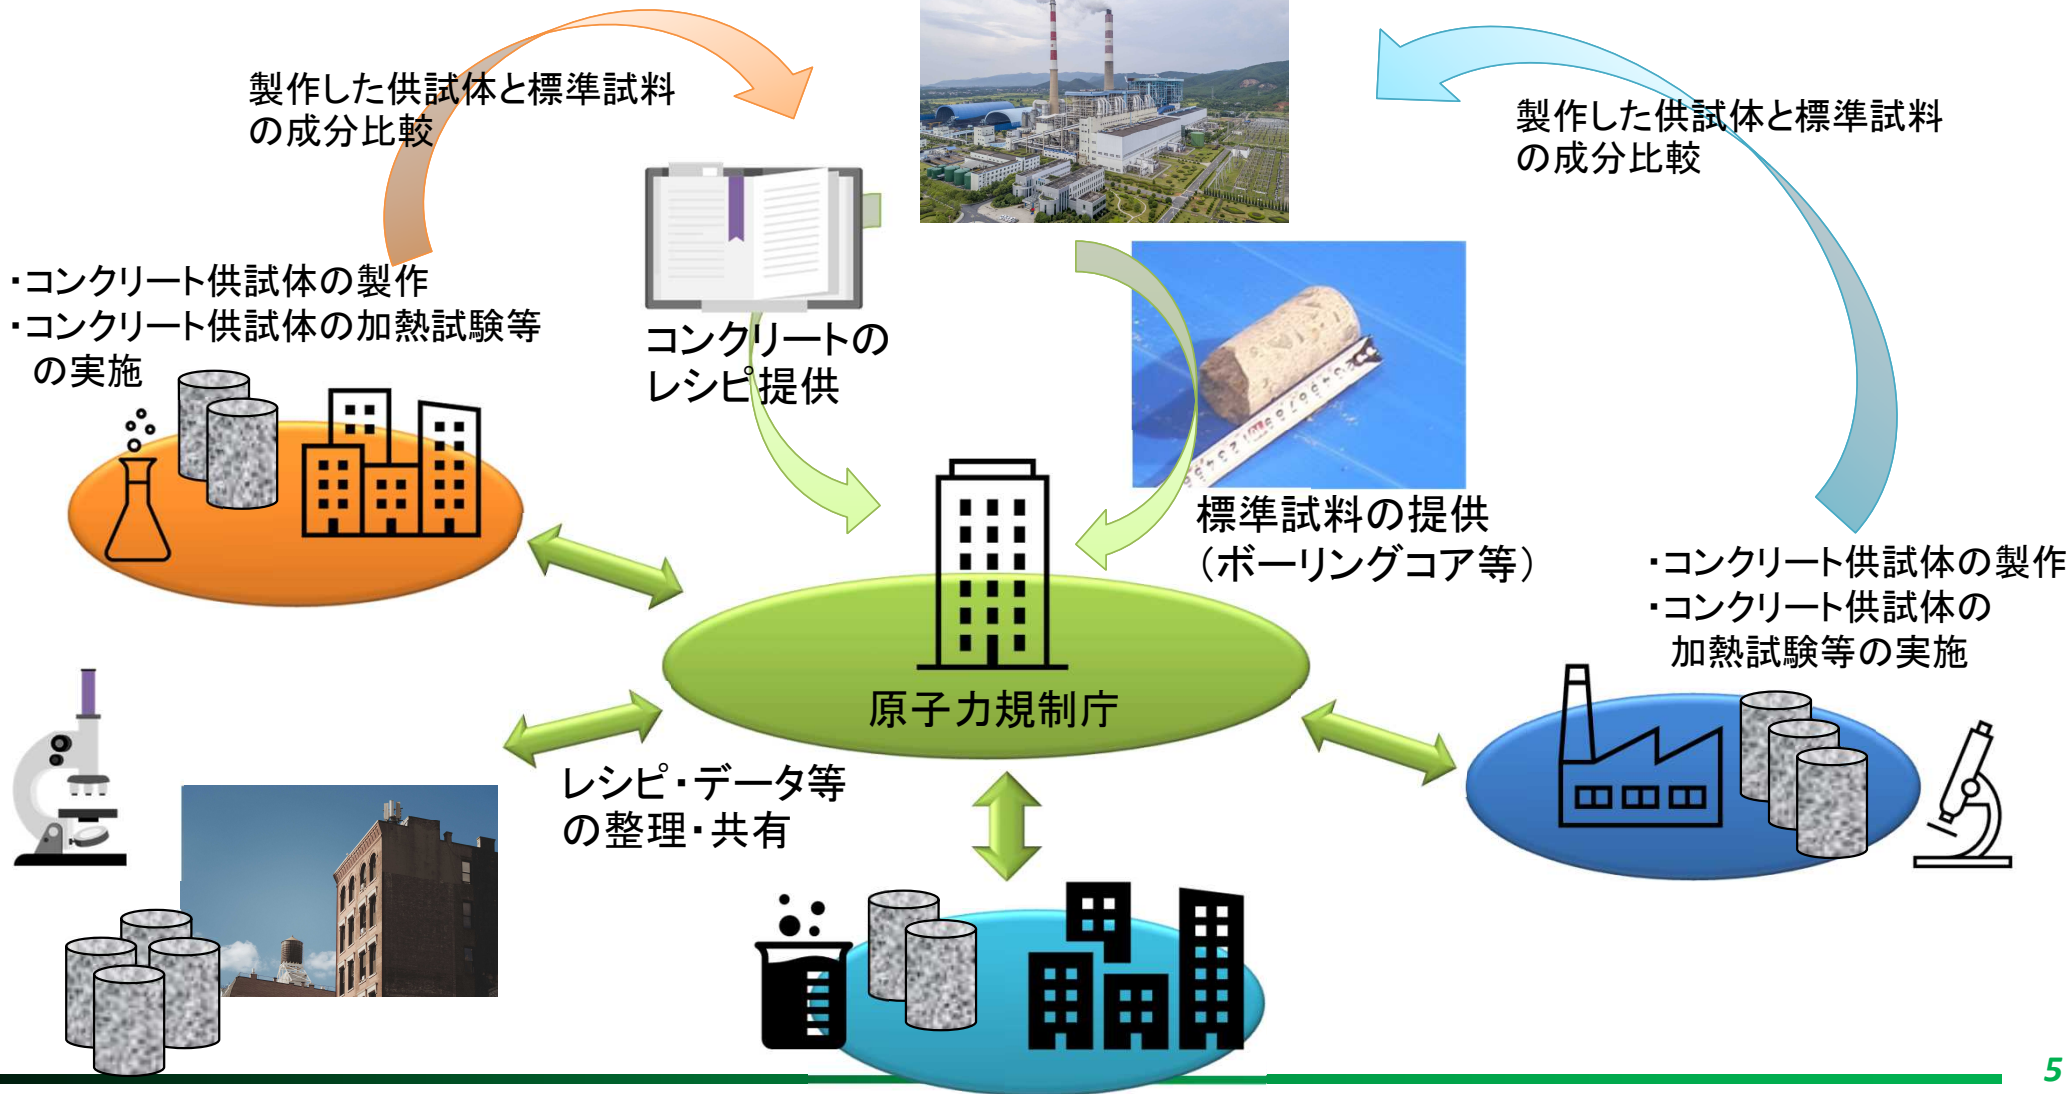 製作した供試体と標準試料
の成分比較
製作した供試体と標準試料
の成分比較
・コンクリート供試体の製作
・コンクリート供試体の加熱試験等
の実施
コンクリートの
レシピ提供
標準試料の提供
（ボーリングコア等）
・コンクリート供試体の製作
・コンクリート供試体の
加熱試験等の実施
原子力規制庁
レシピ・データ等
の整理・共有
5